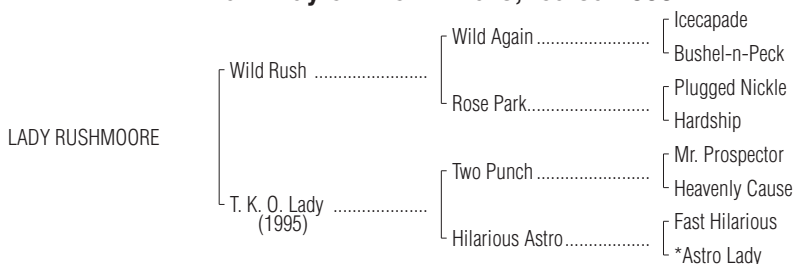 Icecapade
Wild Again ........................
Bushel-n-Peck
Wild Rush ........................
Plugged Nickle
Rose Park..........................
Hardship
LADY RUSHMOORE
Mr. Prospector
Two Punch ........................
Heavenly Cause
T. K. O. Lady ....................
(1995)
Fast Hilarious
Hilarious Astro..................
*Astro Lady